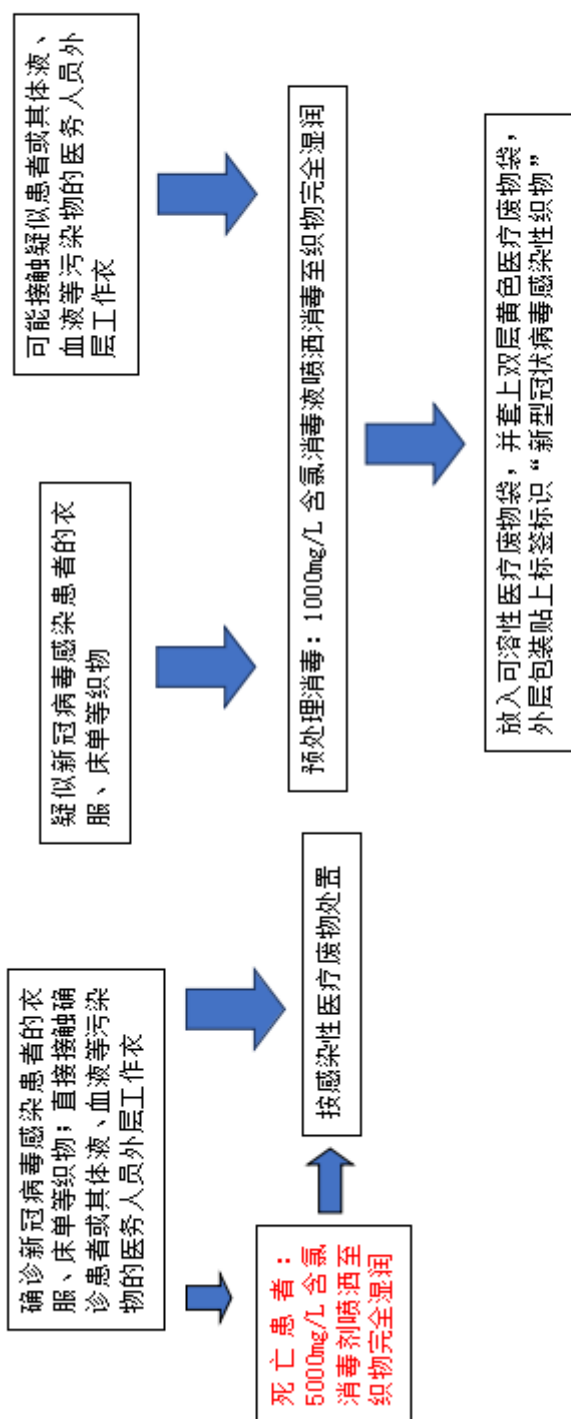 确诊新冠病毒感染患者的衣
服、床单等织物；直接接触确
诊患者或其体液、血液等污染
物的医务人员外层工作衣
疑似新冠病毒感染患者的衣
服、床单等织物
可能接触疑似患者或其体液、
血液等污染物的医务人员外
层工作衣
死亡患者：
5000mg/L 含氯
消毒剂喷洒至
织物完全湿润
按感染性医疗废物处置
预处理消毒：1000mg/L 含氯消毒液喷洒消毒至织物完全湿润
放入可溶性医疗废物袋，并套上双层黄色医疗废物袋，
外层包装贴上标签标识“新型冠状病毒感染性织物”